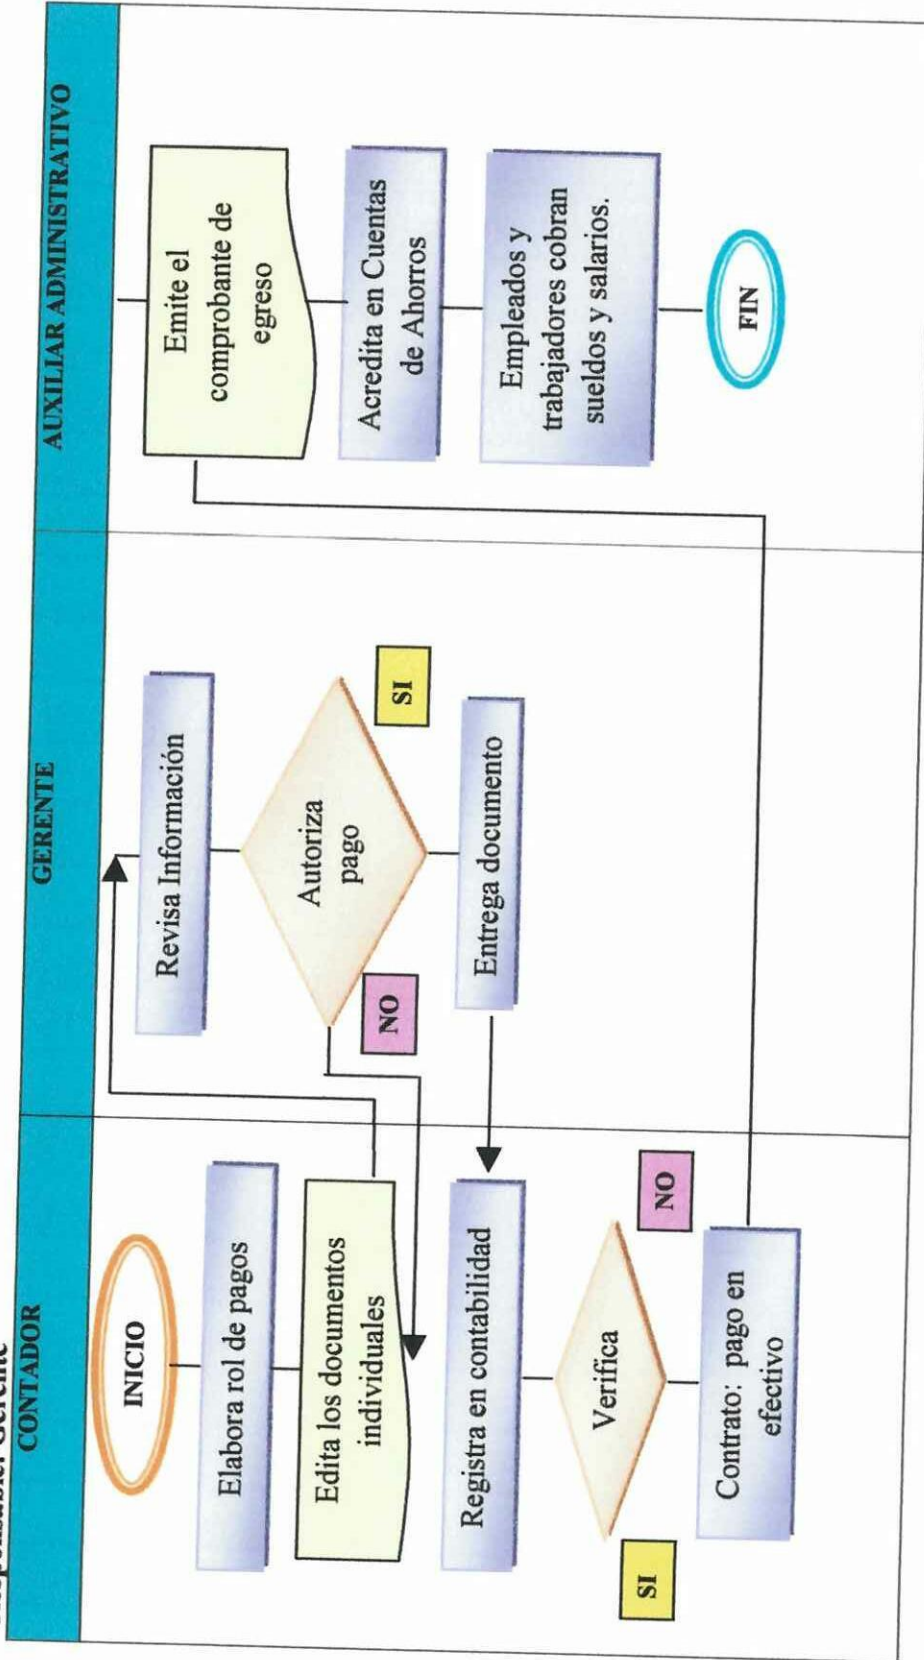 Responsable: Gerente
CONTADOR
GERENTE
AUXILIAR ADMINISTRATIVO
INICIO
Elabora rol de pagos
Edita los documentos
individuales
Registra en contabilidad
Verifica
SI
NO
Contrato: pago en
efectivo
Revisa Información
Autoriza
pago
NO
SI
Entrega documento
Emite el
comprobante de
egreso
Acredita en Cuentas
de Ahorros
Empleados y
trabajadores cobran
sueldos y salarios.
FIN